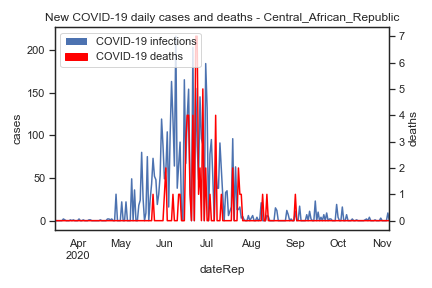 New COVID-19 daily cases and deaths - Central_African_Republic
COVID-19 infections
COVID-19 deaths
200
150
100
50
0
cases
7
6
5
4
3
2
1
0
deaths
Apr May Jun Jul Aug Sep Oct Nov
2020
dateRep